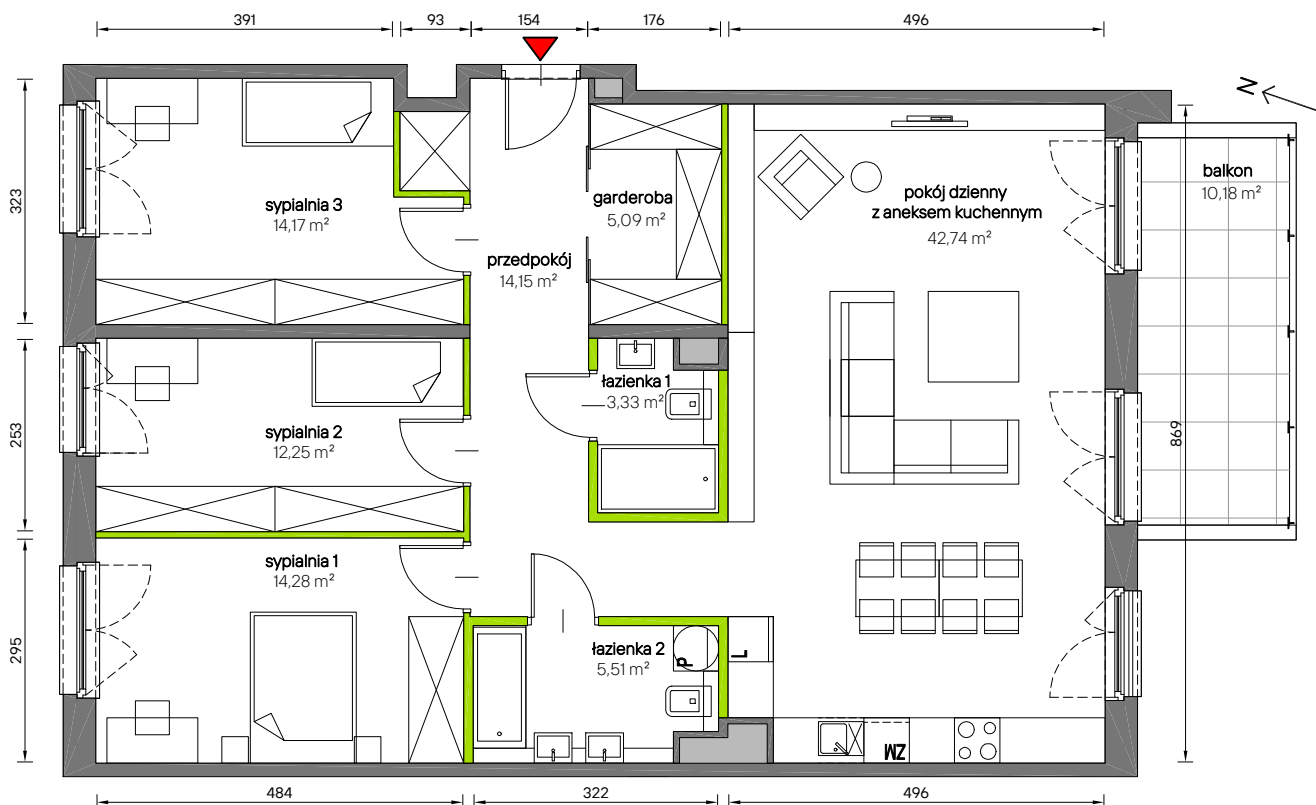 391
93
154
176
496
N
323
253
295
869
sypialnia 3
14,17 m²
garderoba
5,09 m²
przedpokój
14,15 m²
pokój dzienny
z aneksem kuchennym
42,74 m²
balkon
10,18 m²
sypialnia 2
12,25 m²
łazienka 1
3,33 m²
sypialnia 1
14,28 m²
łazienka 2
5,51 m²
P
L
ZM
484
322
496